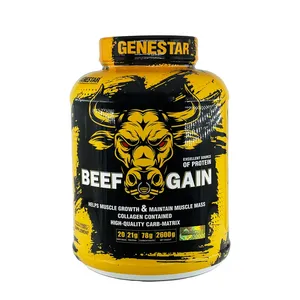 GENESTAR
GENESTAR
EXCELLENT SOURCE
OF PROTEIN
BEEF GAIN
HELPS MUSCLE GROWTH & MAINTAIN MUSCLE MASS
COLLAGEN CONTAINED
HIGH-QUALITY CARB-MATRIX
20.21g 78g 2600g